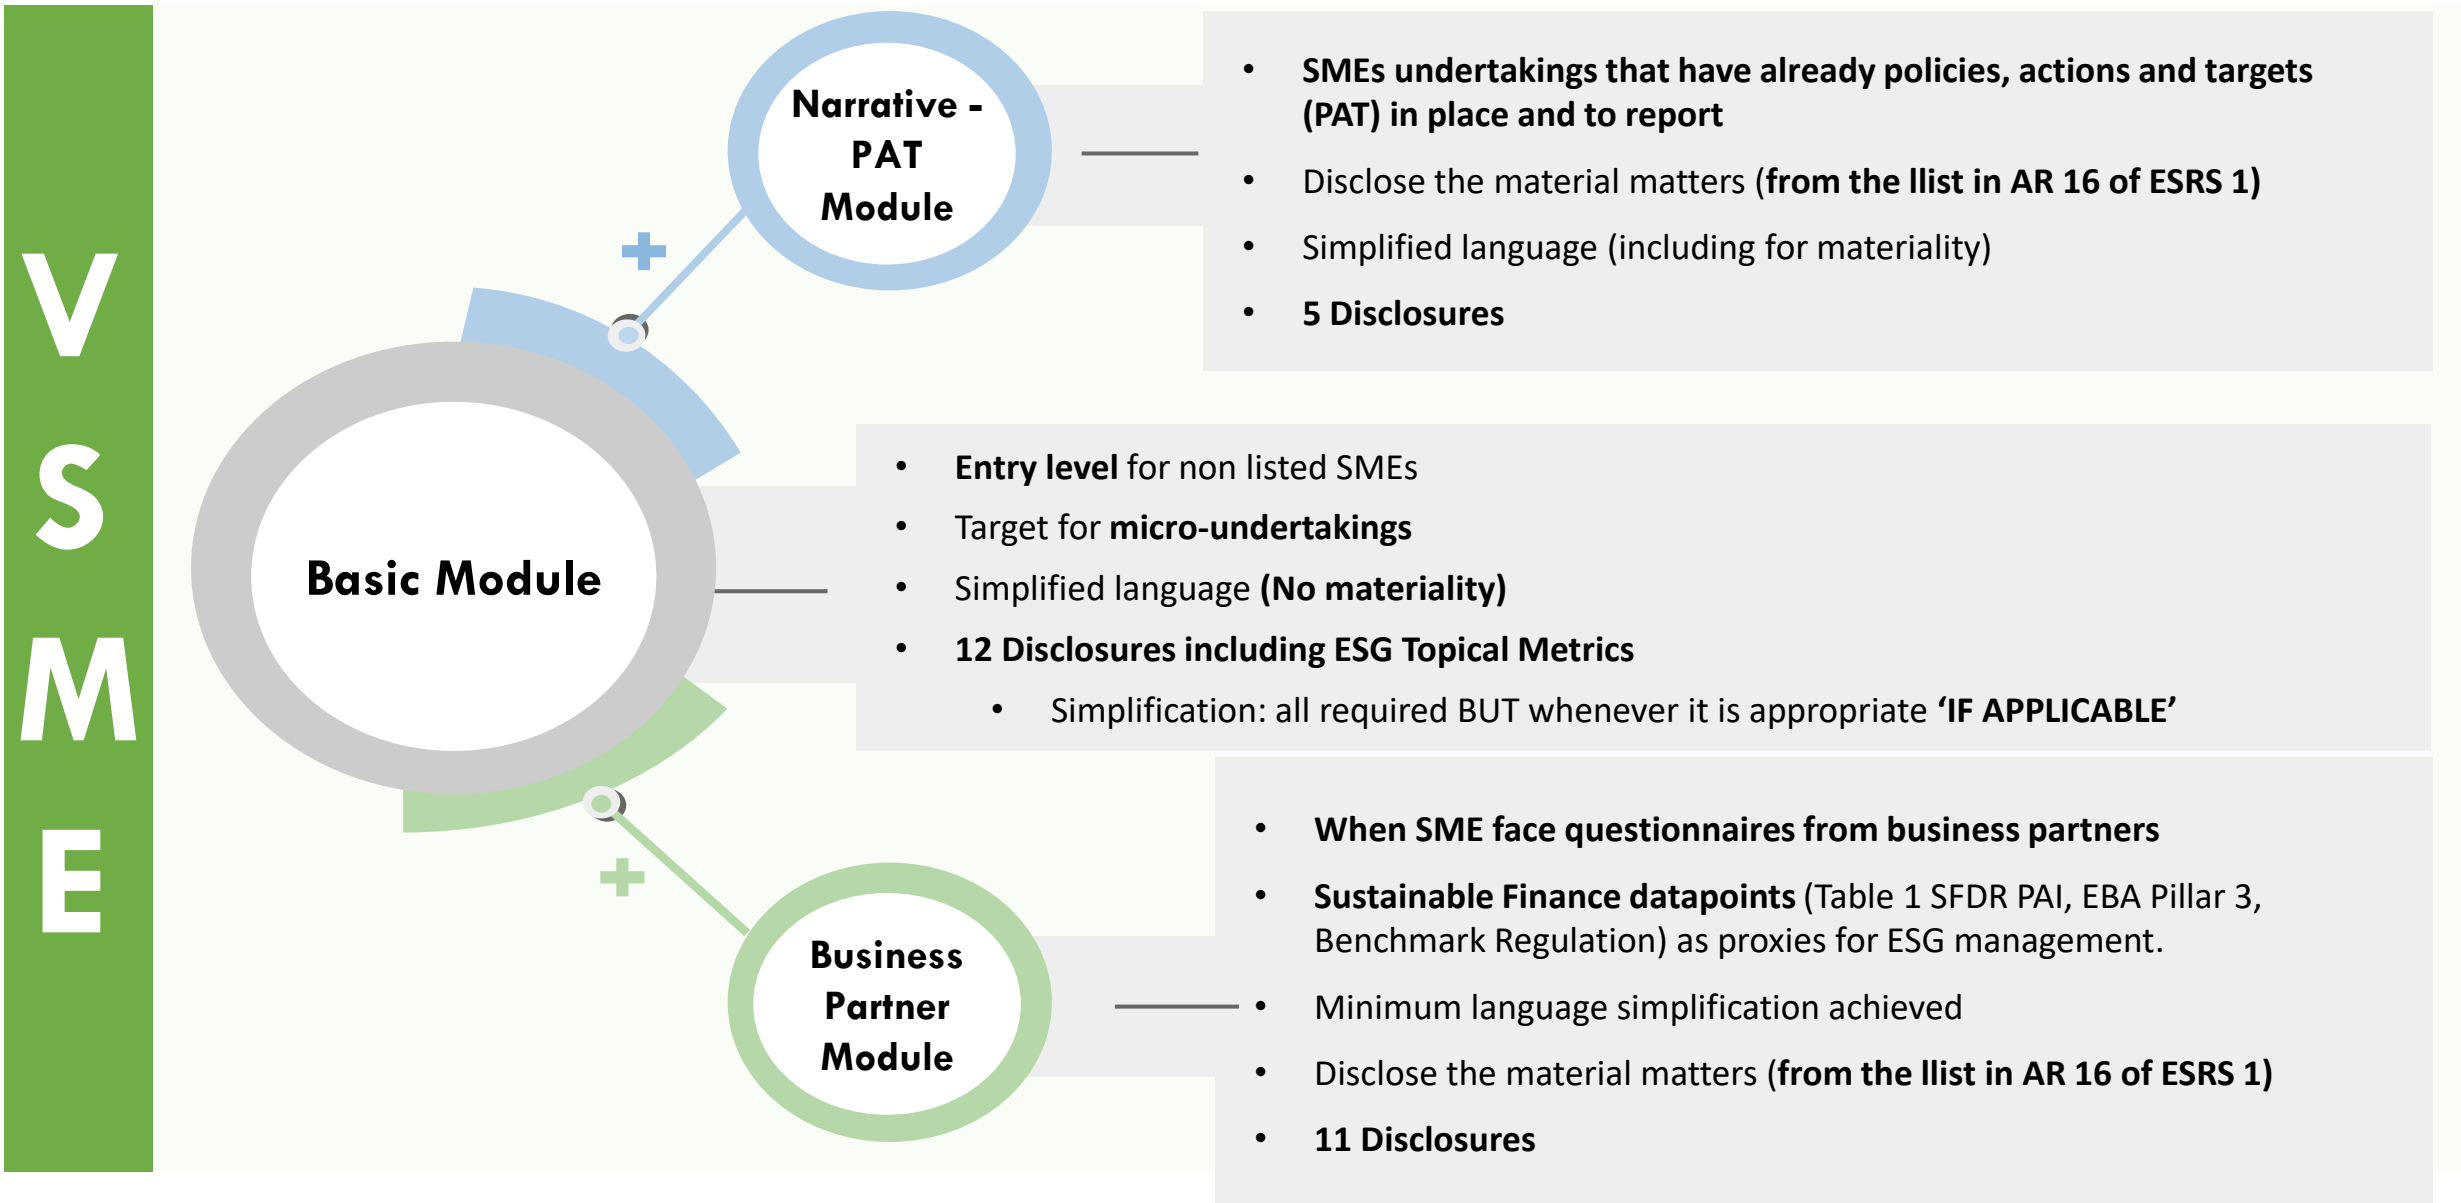 V
S
M
E
Narrative -
PAT
Module
• SMEs undertakings that have already policies, actions and targets
(PAT) in place and to report
• Disclose the material matters (from the llist in AR 16 of ESRS 1)
• Simplified language (including for materiality)
• 5 Disclosures
Basic Module
• Entry level for non listed SMEs
• Target for micro-undertakings
• Simplified language (No materiality)
• 12 Disclosures including ESG Topical Metrics
• Simplification: all required BUT whenever it is appropriate ‘IF APPLICABLE’
Business
Partner
Module
• When SME face questionnaires from business partners
• Sustainable Finance datapoints (Table 1 SFDR PAI, EBA Pillar 3,
Benchmark Regulation) as proxies for ESG management.
• Minimum language simplification achieved
• Disclose the material matters (from the llist in AR 16 of ESRS 1)
• 11 Disclosures